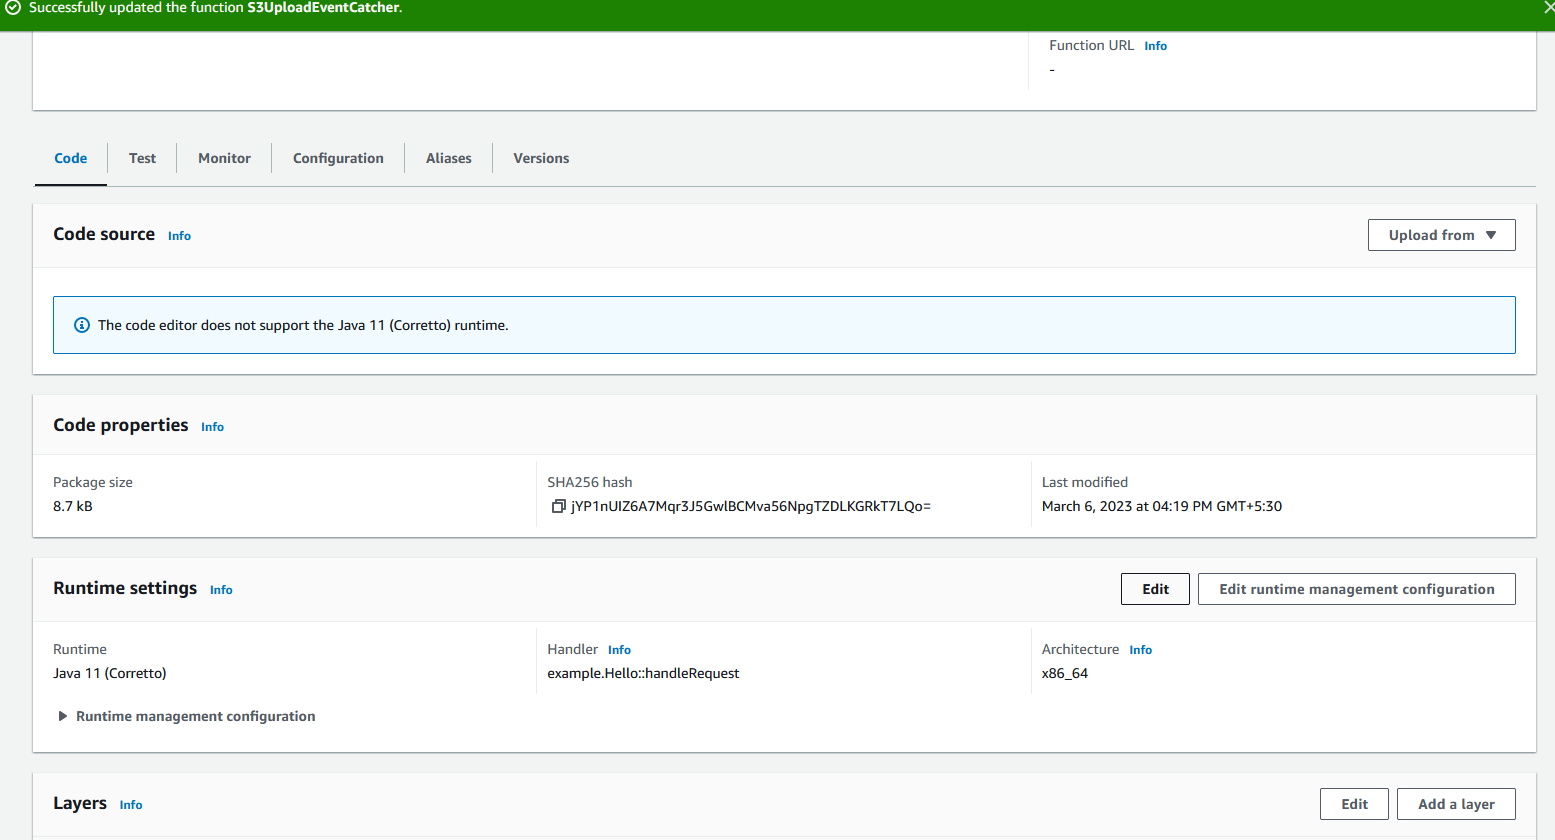 Successfully updated the function S3UploadEventCatcher.
Function URL Info
-
Code Test Monitor Configuration Aliases Versions
Code source Info
Upload from
The code editor does not support the Java 11 (Corretto) runtime.
Code properties Info
Package size
8.7 kB
SHA256 hash
jYP1nUIZ6A7Mqr3J5GwlBCMva56NpgTZDLKGRkT7LQo=
Last modified
March 6, 2023 at 04:19 PM GMT+5:30
Runtime settings Info
Edit
Edit runtime management configuration
Runtime
Java 11 (Corretto)
Handler Info
example.Hello::handleRequest
Architecture Info
x86_64
Runtime management configuration
Layers Info
Edit
Add a layer